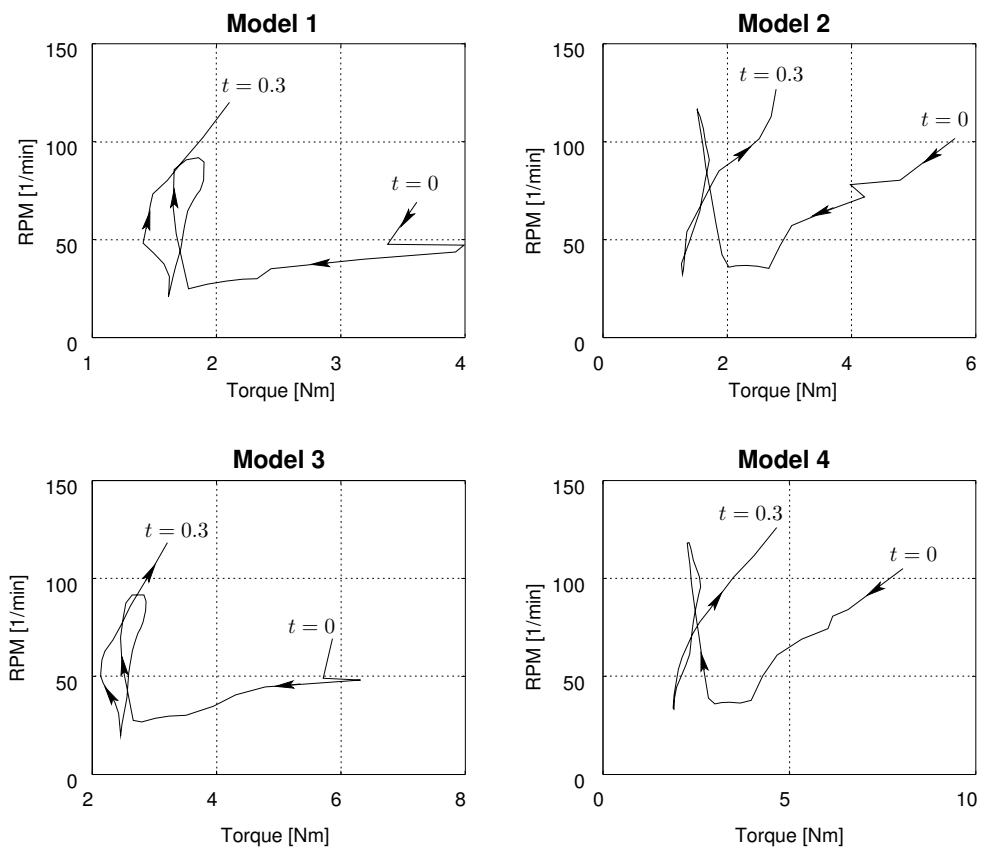 Model 1
150
100
50
0
RPM [1/min]
t = 0.3
t = 0
1 2 3 4
Torque [Nm]
Model 2
150
100
50
0
RPM [1/min]
t = 0.3
t = 0
0 2 4 6
Torque [Nm]
Model 3
150
100
50
0
RPM [1/min]
t = 0.3
t = 0
2 4 6 8
Torque [Nm]
Model 4
150
100
50
0
RPM [1/min]
t = 0.3
t = 0
0 5 10
Torque [Nm]